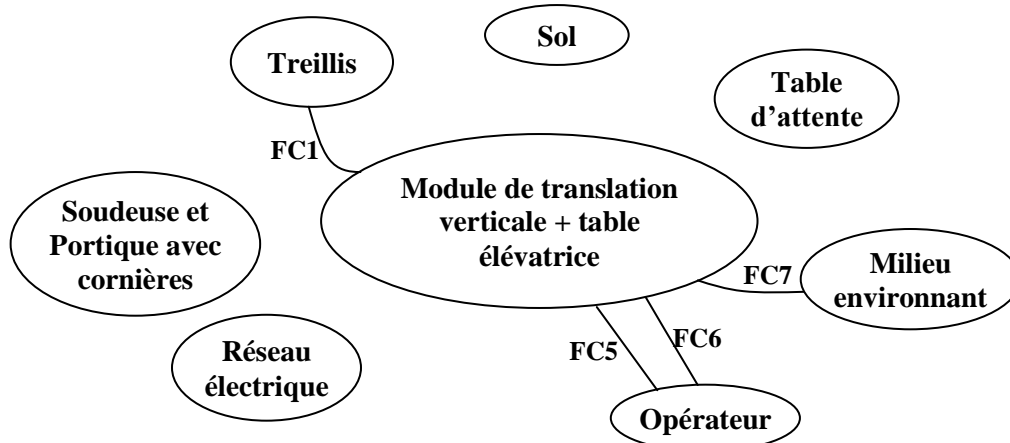 Sol
Treillis
Table
d'attente
FC1
Module de translation
verticale + table
élévatrice
Soudeuse et
Portique avec
cornières
Milieu
environnant
FC7
FC5
FC6
Réseau
électrique
Opérateur